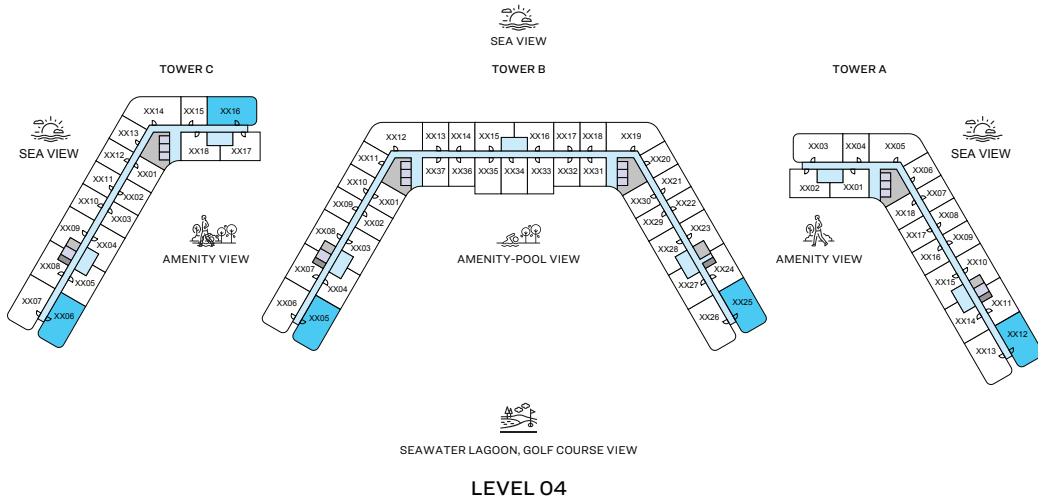 SEA VIEW
TOWER C
TOWER B
TOWER A
SEA VIEW
SEA VIEW
XX14
XX15
XX16
XX13
XX18
XX17
XX12
XX01
XX11
XX02
XX10
XX03
XX09
XX04
XX08
XX05
XX07
XX06
AMENITY VIEW
XX12
XX13
XX14
XX15
XX16
XX17
XX18
XX19
XX11
XX37
XX36
XX35
XX34
XX33
XX32
XX31
XX20
XX10
XX01
XX30
XX21
XX09
XX02
XX29
XX22
XX08
XX03
XX28
XX23
XX07
XX04
XX27
XX24
XX06
XX05
XX26
XX25
AMENITY-POOL VIEW
XX03
XX04
XX05
XX02
XX01
XX06
XX07
XX18
XX08
XX17
XX09
XX16
XX10
XX15
XX11
XX14
XX12
XX13
AMENITY VIEW
SEAWATER LAGOON, GOLF COURSE VIEW
LEVEL 04